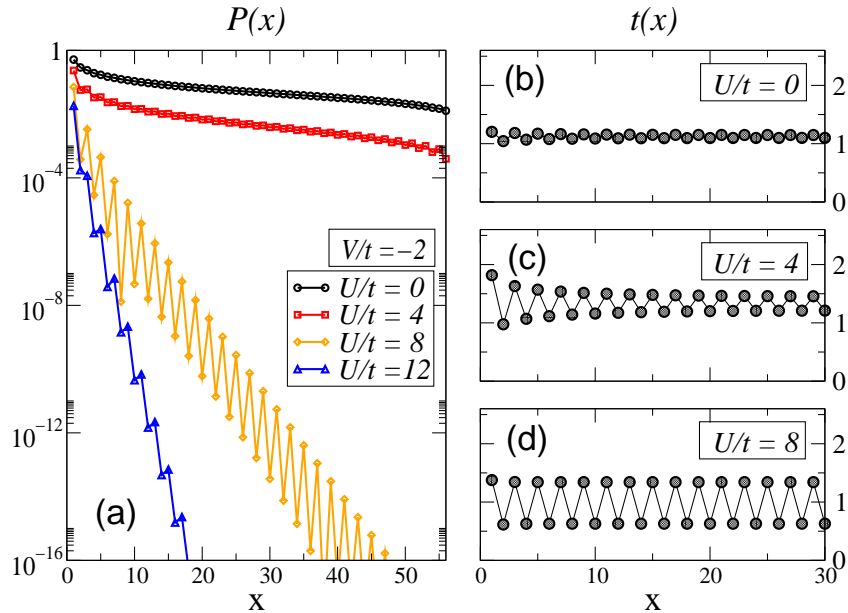 P(x)
t(x)
1
10⁻⁴
10⁻⁸
10⁻¹²
10⁻¹⁶
V/t = −2
U/t = 0
U/t = 4
U/t = 8
U/t = 12
(a)
0 10 20 30 40 50
x
(b)
U/t = 0
2
1
0
(c)
U/t = 4
2
1
0
(d)
U/t = 8
2
1
0
0 10 20 30
x